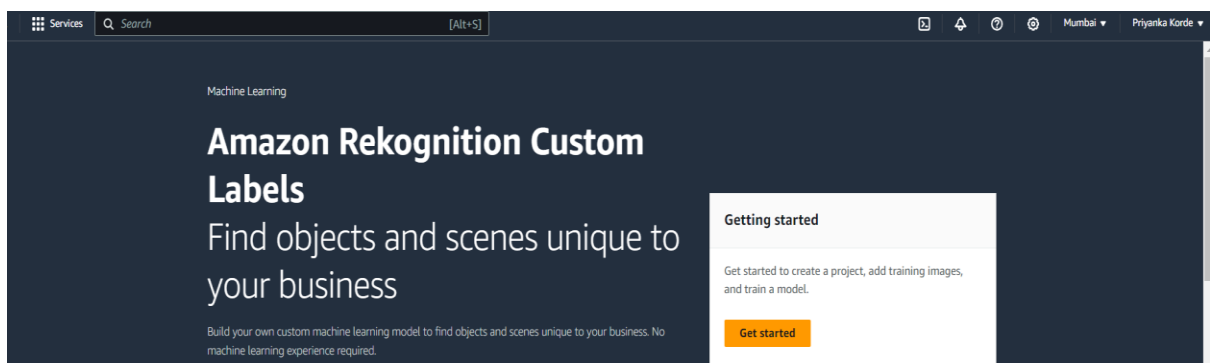 Services Search [Alt+S] Mumbai ▼ Priyanka Korde ▼
Machine Learning
Amazon Rekognition Custom
Labels
Find objects and scenes unique to
your business
Build your own custom machine learning model to find objects and scenes unique to your business. No
machine learning experience required.
Getting started
Get started to create a project, add training images,
and train a model.
Get started